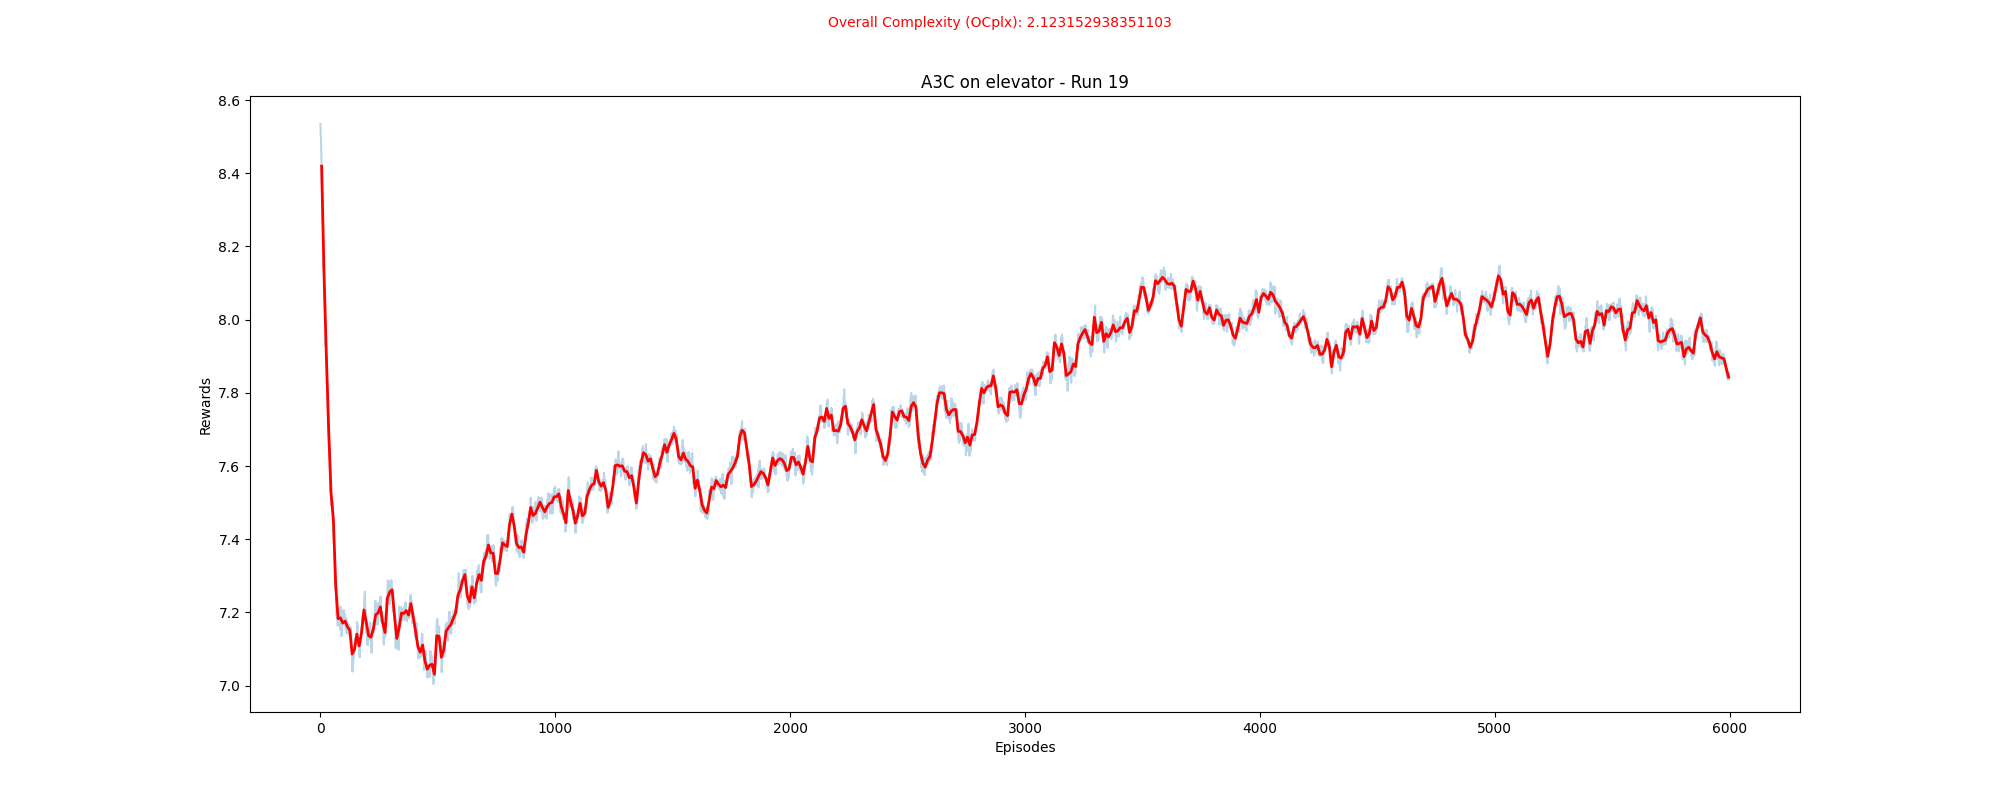 Overall Complexity (OCplx): 2.123152938351103
A3C on elevator - Run 19
8.6
8.4
8.2
8.0
7.8
7.6
7.4
7.2
7.0
Rewards
0 1000 2000 3000 4000 5000 6000
Episodes